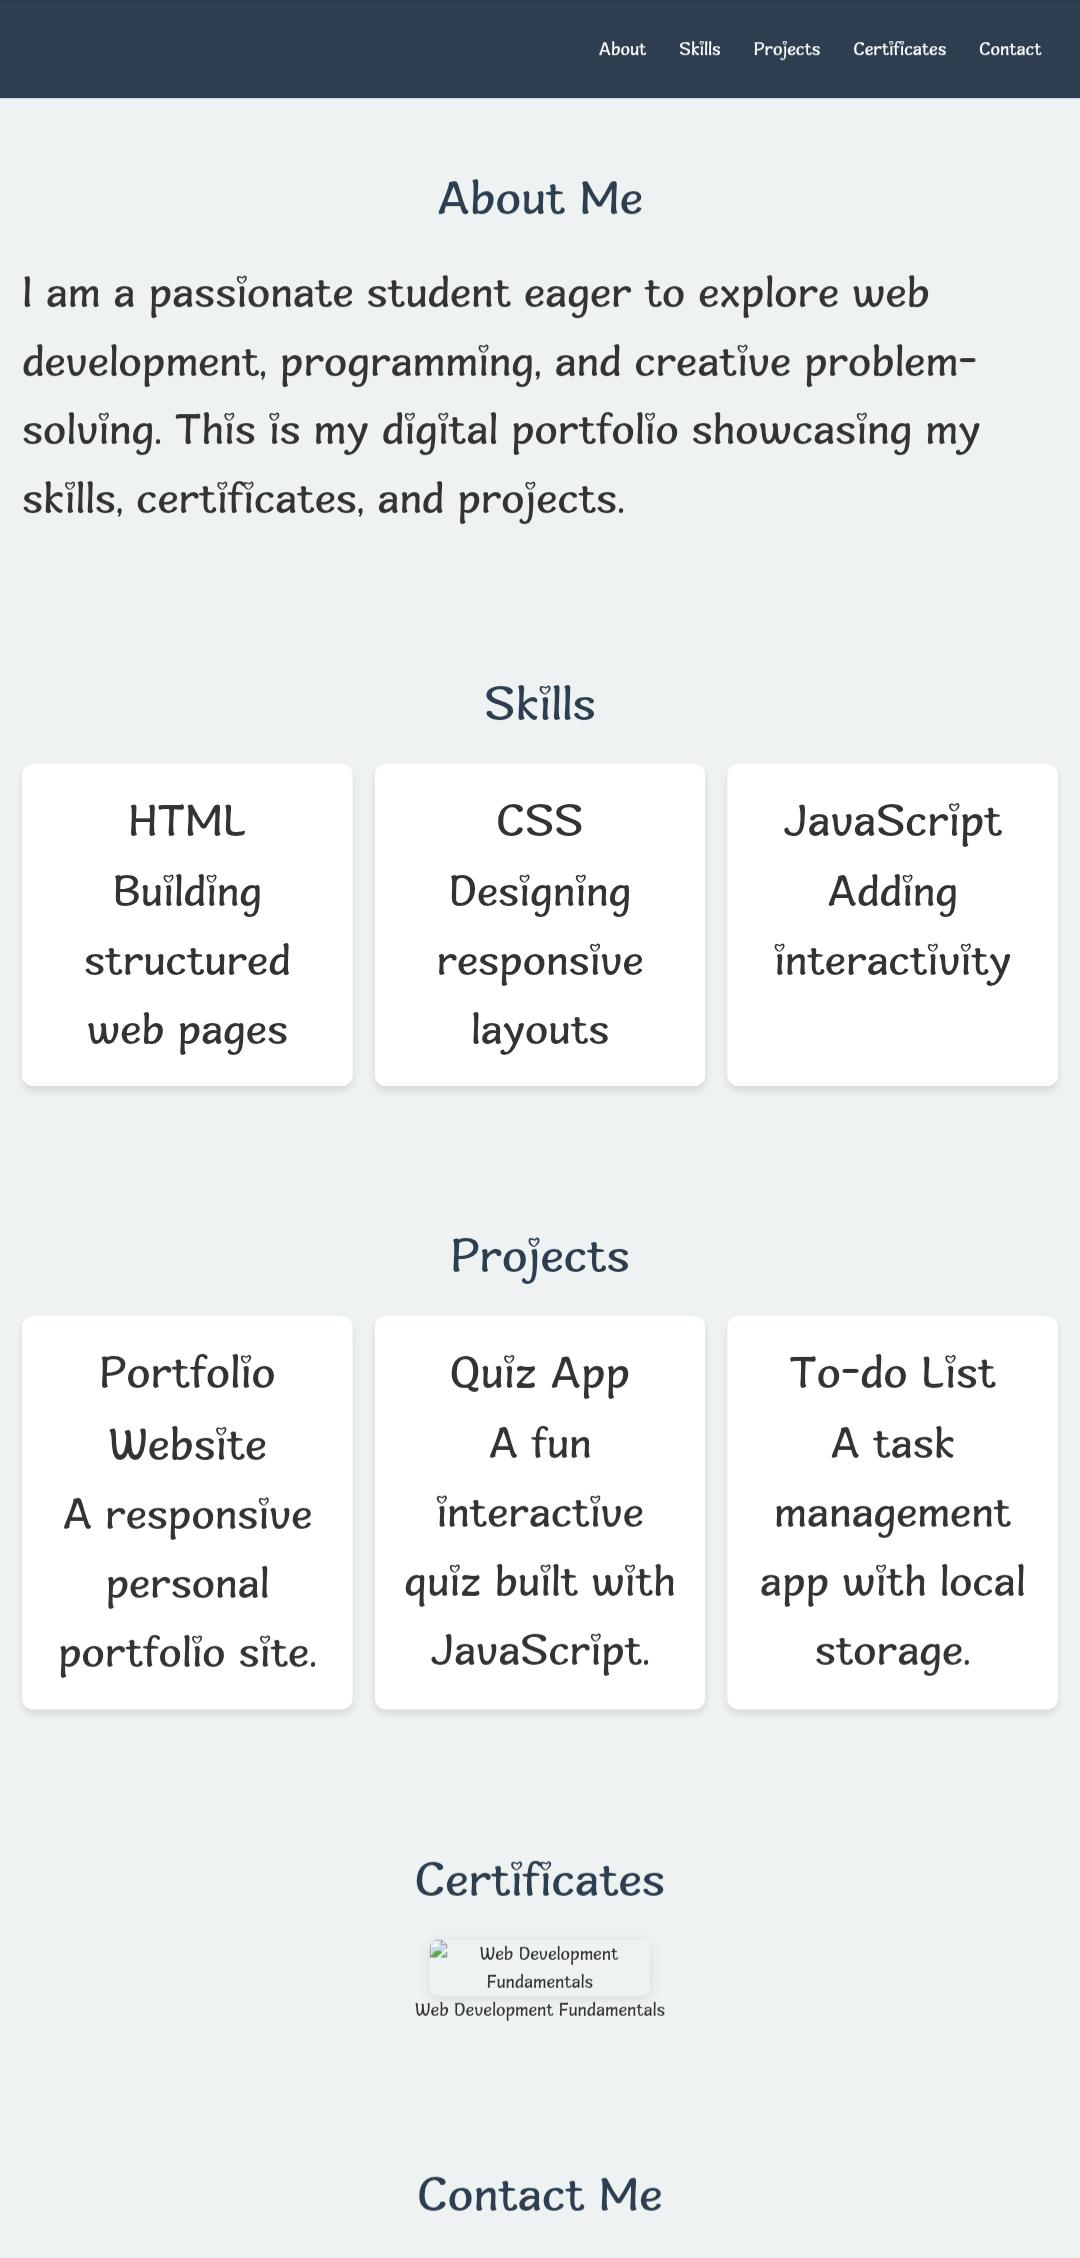 About Skills Projects Certificates Contact
About Me
I am a passionate student eager to explore web
development, programming, and creative problem-
solving. This is my digital portfolio showcasing my
skills, certificates, and projects.
Skills
HTML
Building
structured
web pages
CSS
Designing
responsive
layouts
JavaScript
Adding
interactivity
Projects
Portfolio
Website
A responsive
personal
portfolio site.
Quiz App
A fun
interactive
quiz built with
JavaScript.
To-do List
A task
management
app with local
storage.
Certificates
Web Development
Fundamentals
Web Development Fundamentals
Contact Me